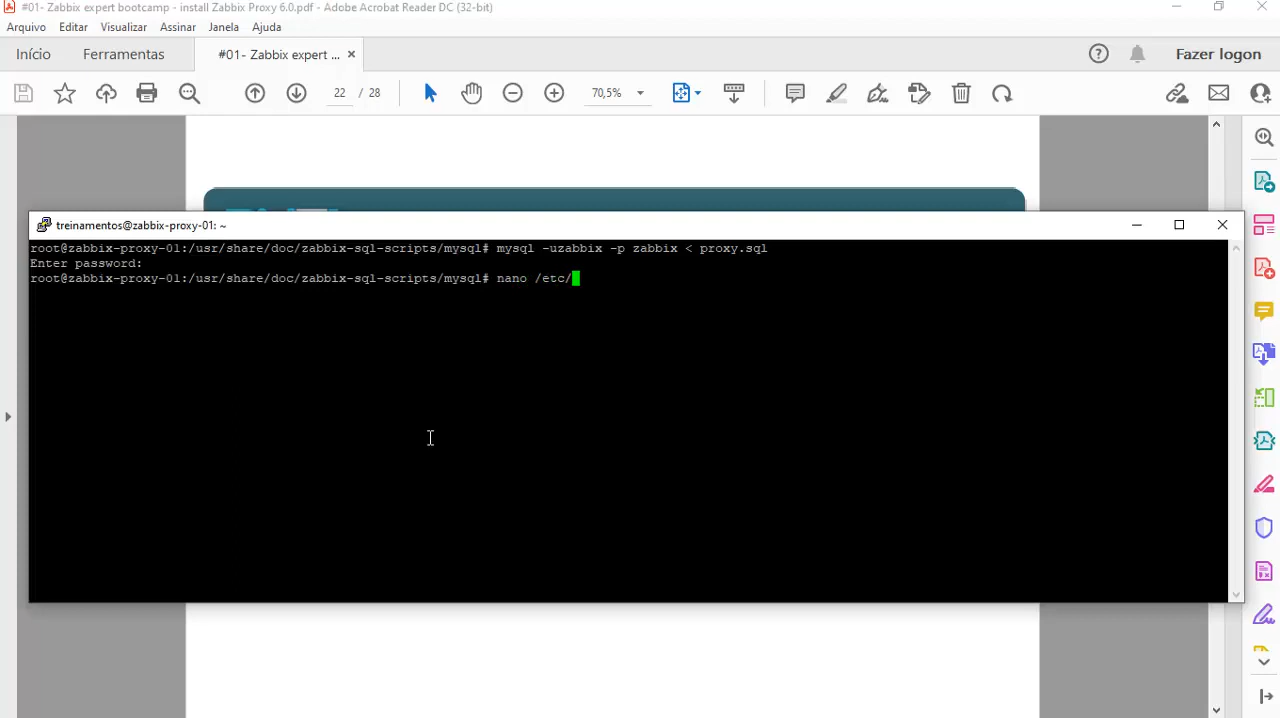 #01- Zabbix expert bootcamp - install Zabbix Proxy 6.0.pdf - Adobe Acrobat Reader DC (32-bit)
Arquivo Editar Visualizar Assinar Janela Ajuda
Início Ferramentas #01- Zabbix expert ... × Fazer logon
22 / 28 70,5%
treinamentos@zabbix-proxy-01: ~
root@zabbix-proxy-01:/usr/share/doc/zabbix-sql-scripts/mysql# mysql -uzabbix -p zabbix < proxy.sql
Enter password:
root@zabbix-proxy-01:/usr/share/doc/zabbix-sql-scripts/mysql# nano /etc/